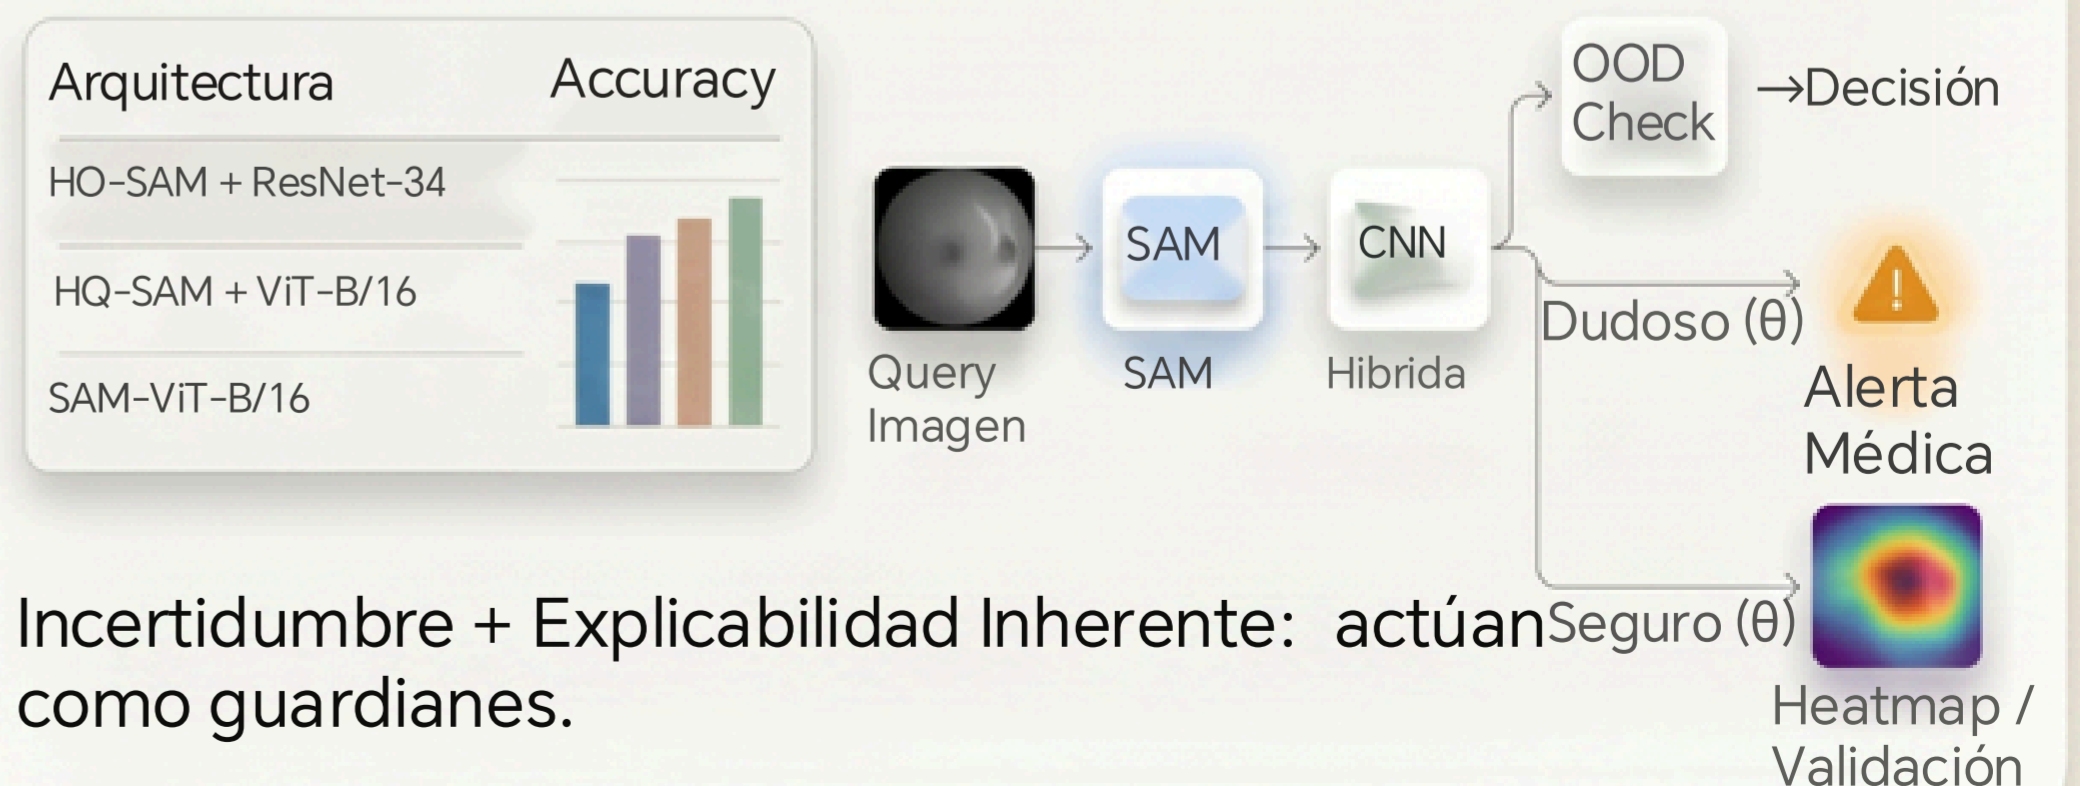 Arquitectura
Accuracy
HO-SAM + ResNet-34
HQ-SAM + ViT-B/16
SAM-ViT-B/16
Query
Imagen
SAM
SAM
CNN
Hibrida
OOD
Check
→Decisión
Dudoso (θ)
Alerta
Médica
Seguro (θ)
Heatmap /
Validación
Incertidumbre + Explicabilidad Inherente: actúan
como guardianes.